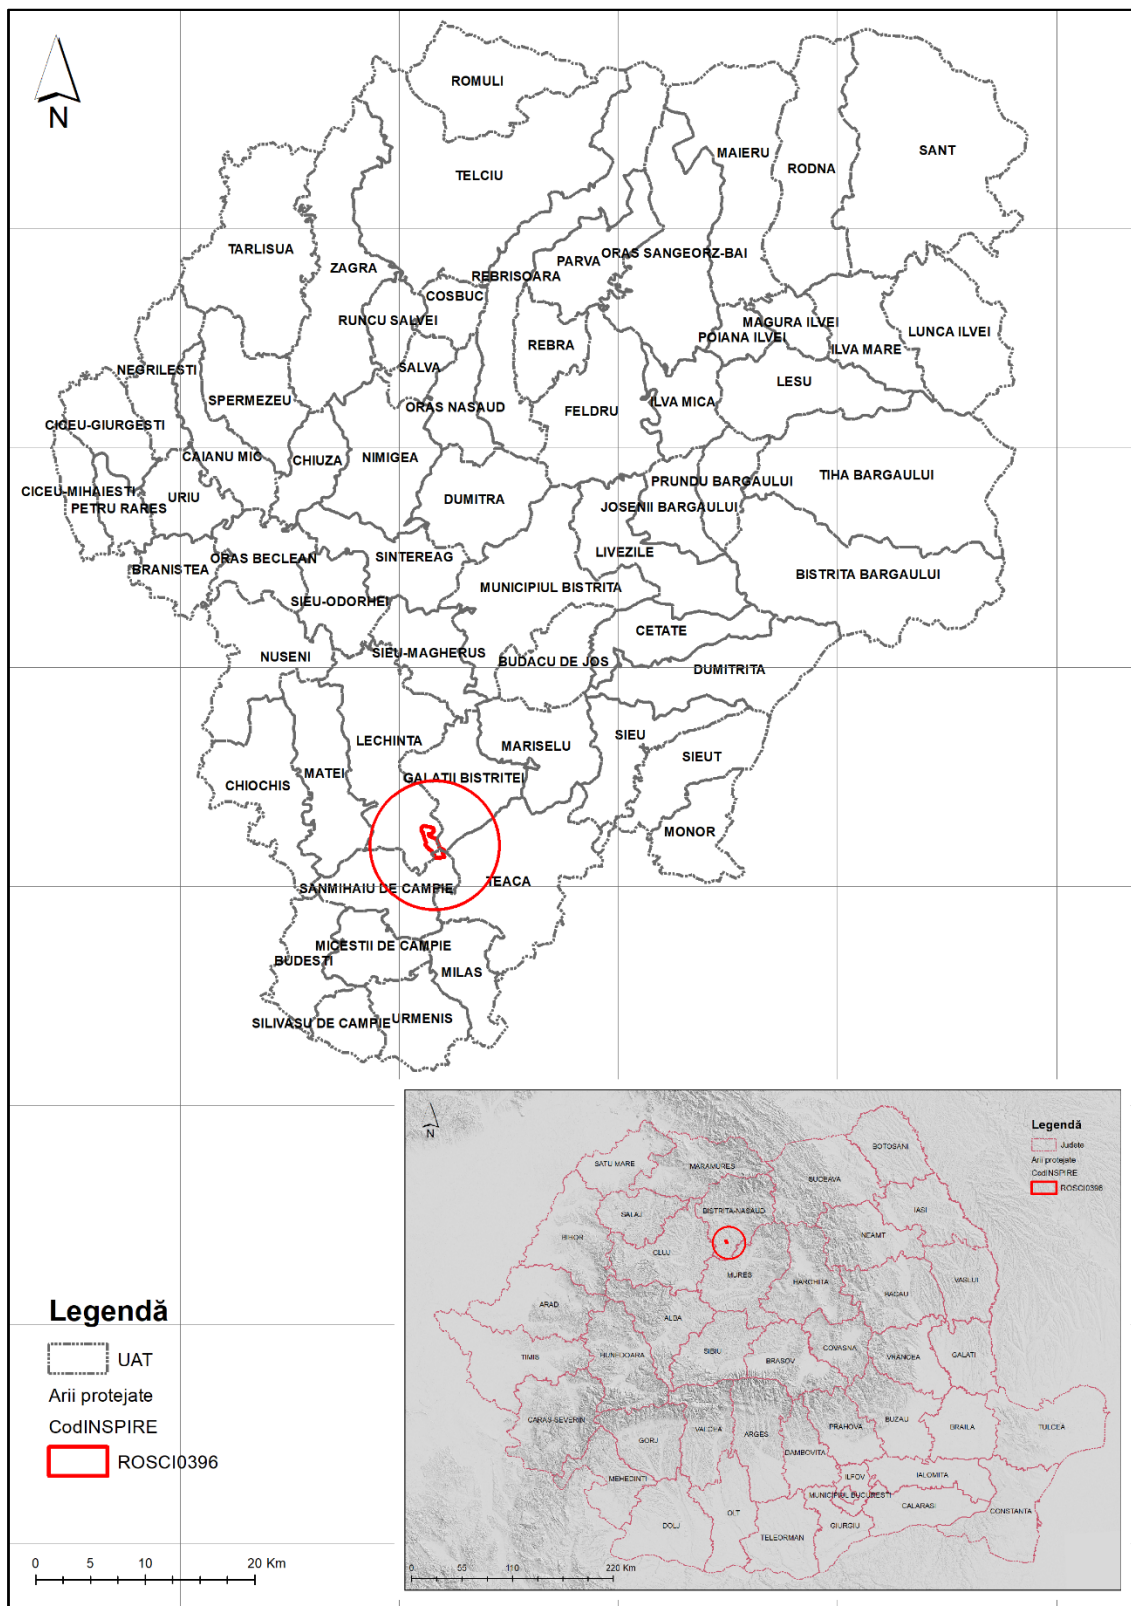 N
ROMULI
MAIERU
SANT
RODNA
TELCIU
TARLISUA
ZAGRA
PARVA
ORAS SANGEORZ-BAI
REBRISOARA
COSBUC
RUNCU SALVEI
MAGURA ILVEI
POIANA ILVEI
LUNCA ILVEI
REBRA
ILVA MARE
SALVA
NEGRILESTI
LESU
SPERMEZEU
ORAS NASAUD
FELDRU
ILVA MICA
CICEU-GIURGESTI
CAIANU MIC
CHIUZA
NIMIGEA
TIHA BARGAULUI
PRUNDU BARGAULUI
CICEU-MIHAIESTI
URIU
DUMITRA
PETRU RARES
JOSENII BARGAULUI
LIVEZILE
ORAS BECLEAN
SINTEREAG
BRANISTEA
BISTRITA BARGAULUI
MUNICIPIUL BISTRITA
SIEU-ODORHEI
CETATE
NUSENI
SIEU-MAGHERUS
BUDACU DE JOS
DUMITRITA
LECHINTA
SIEU
MARISELU
SIEUT
MATEI
GALATII BISTRITEI
CHIOCHIS
MONOR
SANMIHAIU DE CAMPIE
TEACA
MICESTII DE CAMPIE
BUDESTI
MILAS
SILIVASU DE CAMPIE
URMENIS
Legendă
UAT
Arii protejate
CodINSPIRE
ROSCI0396
0 5 10 20 Km
N
Legendă
Judete
Arii protejate
CodINSPIRE
ROSCI0396
BOTOSANI
SATU MARE
MARAMURES
SUCEAVA
BISTRITA-NASAUD
SALAJ
IASI
BIHOR
NEAMT
CLUJ
MURES
HARGHITA
VASLUI
BACAU
ARAD
ALBA
TIMIS
HUNEDOARA
SIBIU
COVASNA
BRASOV
VRANCEA
GALATI
CARAS-SEVERIN
GORJ
VALCEA
ARGES
PRAHOVA
BUZAU
BRAILA
TULCEA
DAMBOVITA
MEHEDINTI
ILFOV
IALOMITA
MUNICIPIUL BUCURESTI
CALARASI
CONSTANTA
DOLJ
OLT
TELEORMAN
GIURGIU
0 55 110 220 Km